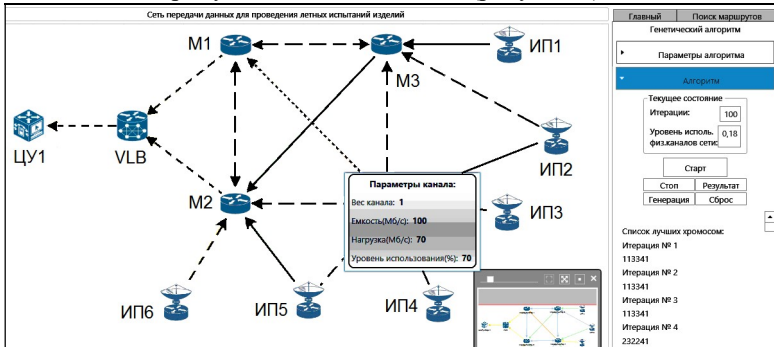 Сеть передачи данных для проведения летных испытаний изделий
Главный Поиск маршрутов
Генетический алгоритм
Параметры алгоритма
Алгоритм
Текущее состояние
Итерации: 100
Уровень исполь. физ.каналов сети: 0,18
Старт
Стоп Результат
Генерация Сброс
Список лучших хромосом:
Итерация № 1
113341
Итерация № 2
113341
Итерация № 3
113341
Итерация № 4
232241
М1
М3
ИП1
ЦУ1
VLB
ИП2
М2
ИП3
ИП6
ИП5
ИП4
Параметры канала:
Вес канала: 1
Емкость(Мб/с): 100
Нагрузка(Мб/с): 70
Уровень использования(%): 70